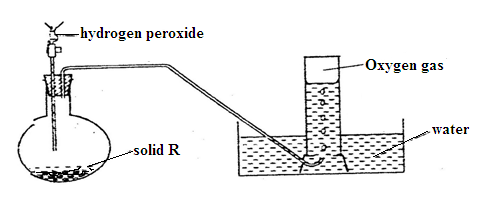 hydrogen peroxide
Oxygen gas
water
solid R